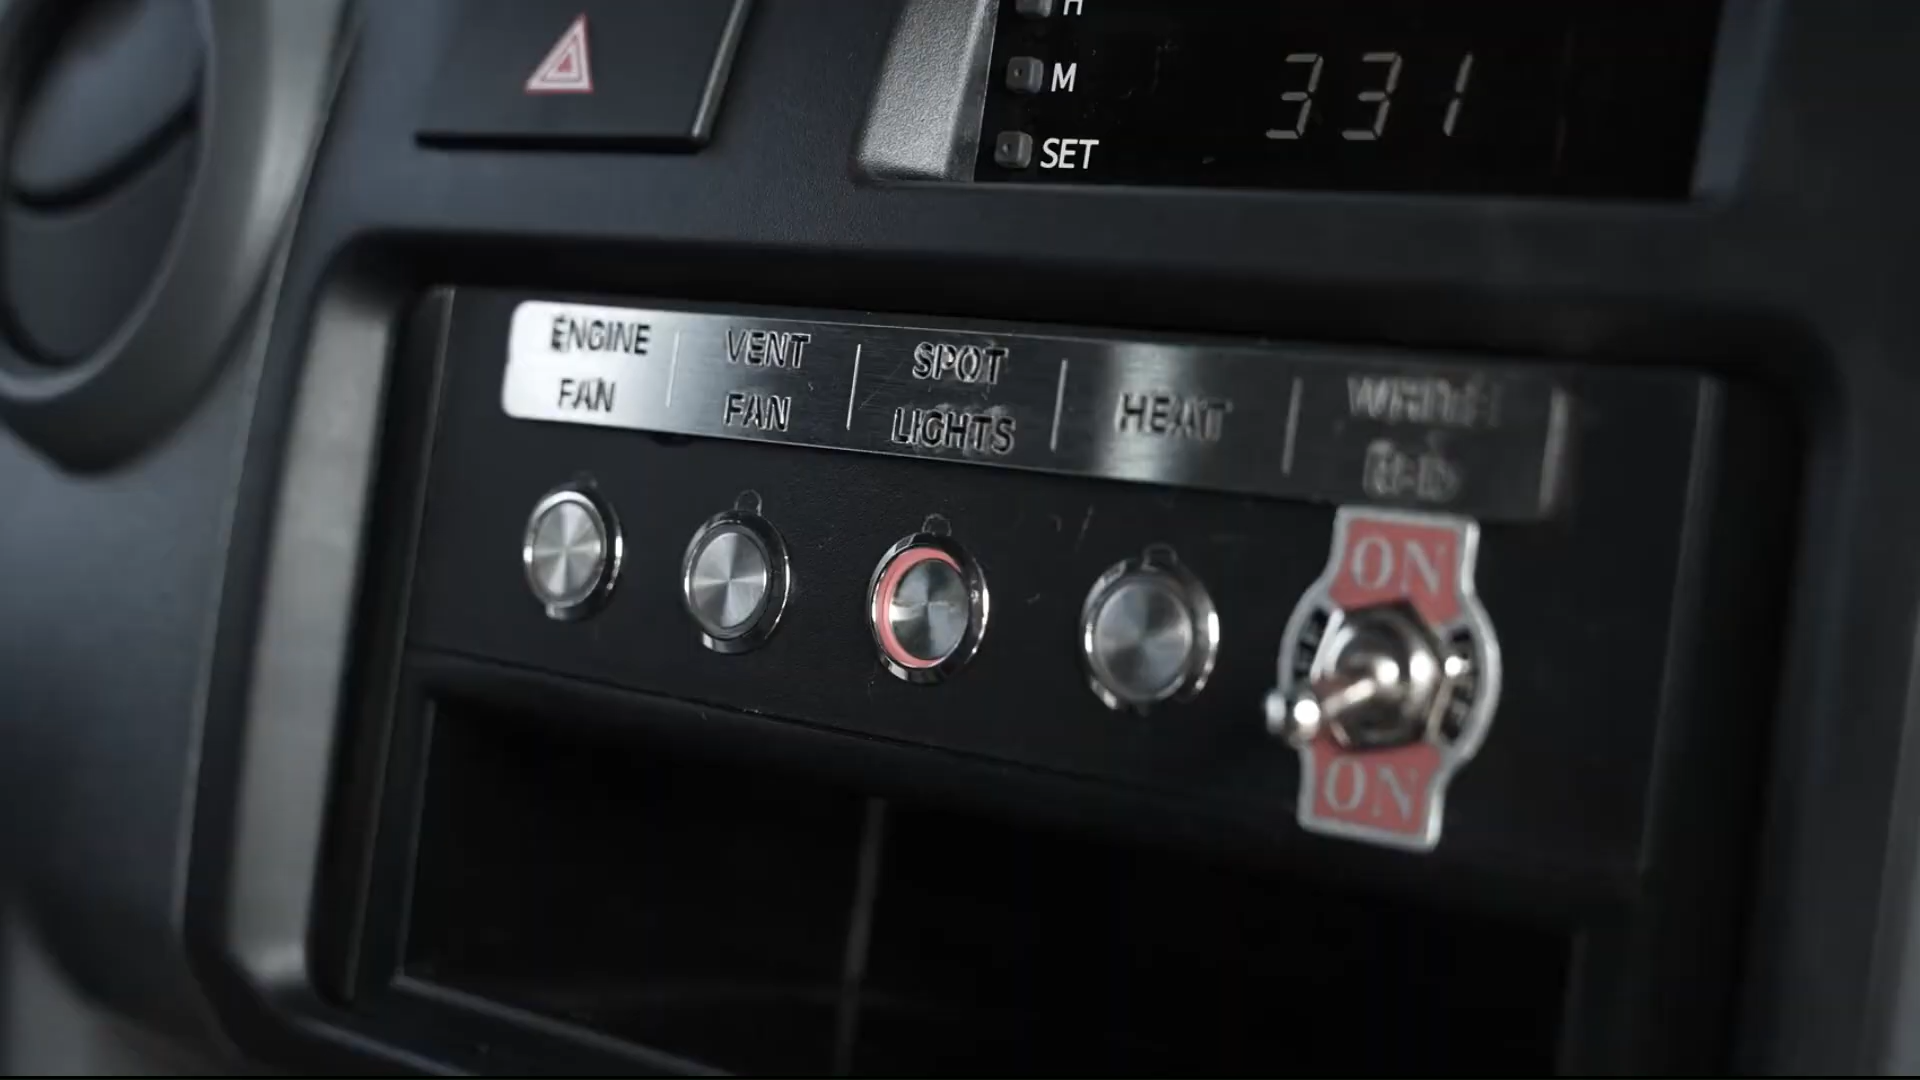 H
M
SET
331
ENGINE
FAN
VENT
FAN
SPOT
LIGHTS
HEAT
ON
ON